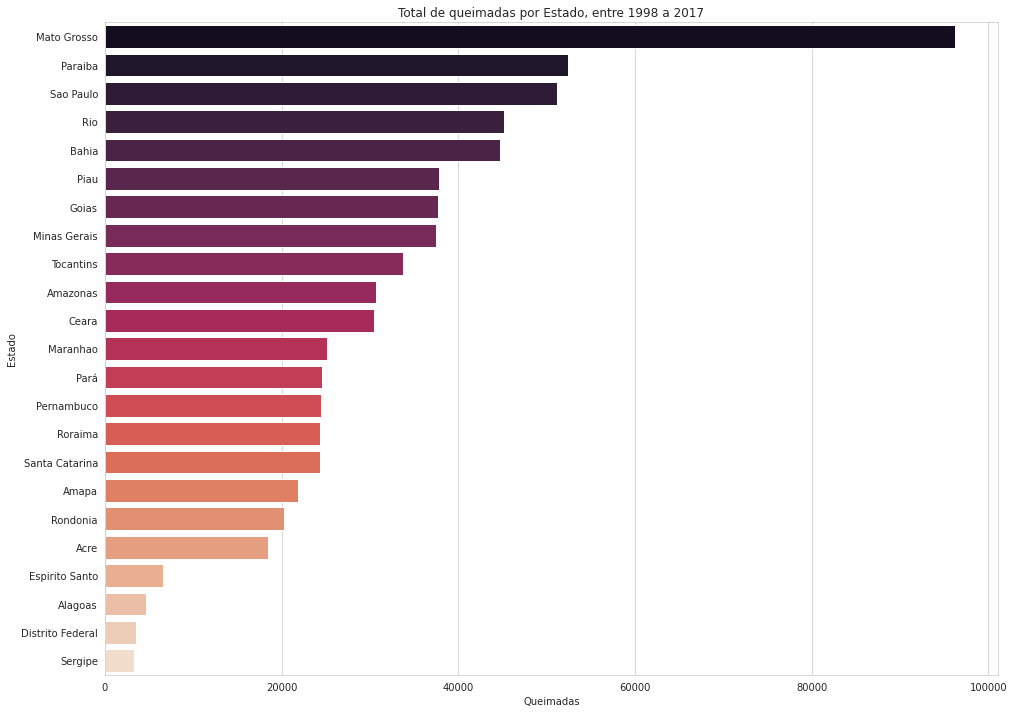 Total de queimadas por Estado, entre 1998 a 2017
Mato Grosso
Paraiba
Sao Paulo
Rio
Bahia
Piau
Goias
Minas Gerais
Tocantins
Amazonas
Ceara
Maranhao
Pará
Pernambuco
Roraima
Santa Catarina
Amapa
Rondonia
Acre
Espirito Santo
Alagoas
Distrito Federal
Sergipe
Estado
0 20000 40000 60000 80000 100000
Queimadas